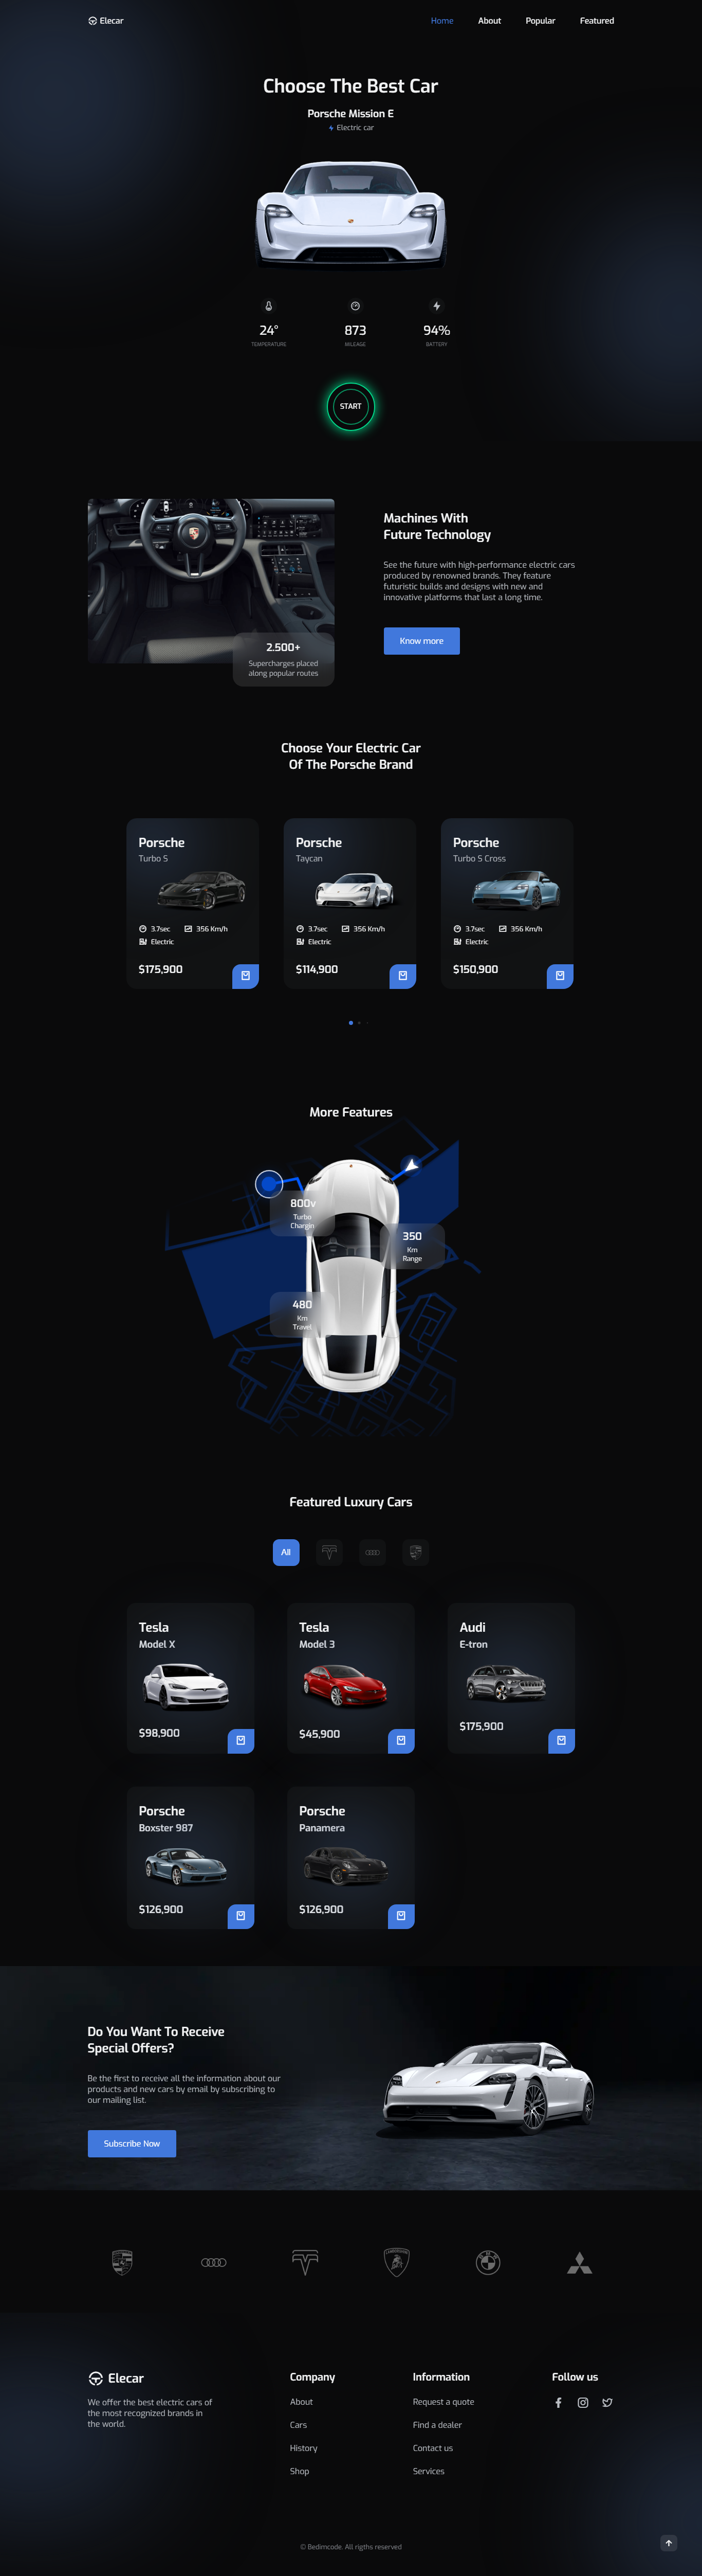 Elecar
Home About Popular Featured
Choose The Best Car
Porsche Mission E
Electric car
24°
TEMPERATURE
873
MILEAGE
94%
BATTERY
START
2.500+
Supercharges placed
along popular routes
Machines With
Future Technology
See the future with high-performance electric cars
produced by renowned brands. They feature
futuristic builds and designs with new and
innovative platforms that last a long time.
Know more
Choose Your Electric Car
Of The Porsche Brand
Porsche
Turbo S
3.7sec 356 Km/h
Electric
$175,900
Porsche
Taycan
3.7sec 356 Km/h
Electric
$114,900
Porsche
Turbo S Cross
3.7sec 356 Km/h
Electric
$150,900
More Features
800v
Turbo
Chargin
350
Km
Range
480
Km
Travel
Featured Luxury Cars
All
Tesla
Model X
$98,900
Tesla
Model 3
$45,900
Audi
E-tron
$175,900
Porsche
Boxster 987
$126,900
Porsche
Panamera
$126,900
Do You Want To Receive
Special Offers?
Be the first to receive all the information about our
products and new cars by email by subscribing to
our mailing list.
Subscribe Now
Elecar
We offer the best electric cars of
the most recognized brands in
the world.
Company
About
Cars
History
Shop
Information
Request a quote
Find a dealer
Contact us
Services
Follow us
© Bedimcode. All rigths reserved